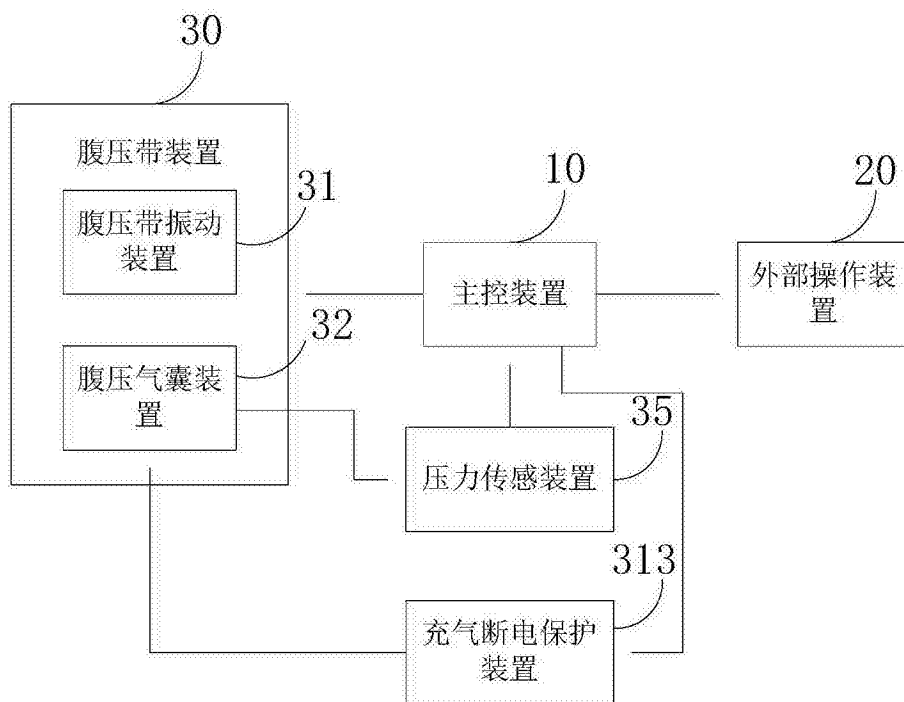 30
腹压带装置
31
腹压带振动
装置
32
腹压气囊装
置
10
主控装置
20
外部操作装
置
35
压力传感装置
313
充气断电保护
装置